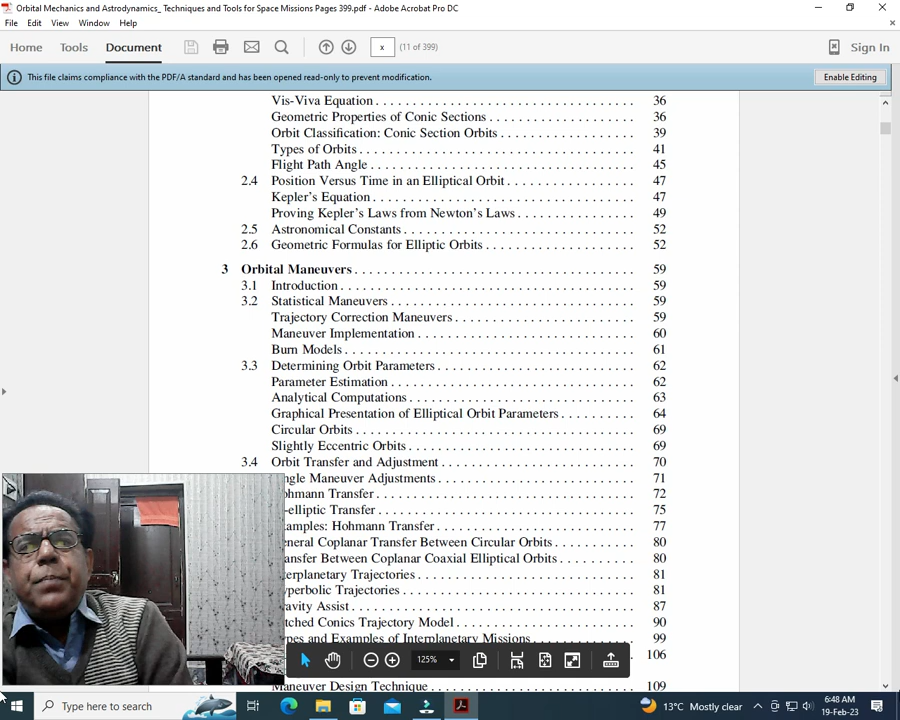 Orbital Mechanics and Astrodynamics_ Techniques and Tools for Space Missions Pages 399.pdf - Adobe Acrobat Pro DC
File Edit View Window Help
Home Tools Document x (11 of 399) Sign In
This file claims compliance with the PDF/A standard and has been opened read-only to prevent modification. Enable Editing
Vis-Viva Equation 36
Geometric Properties of Conic Sections 36
Orbit Classification: Conic Section Orbits 39
Types of Orbits 41
Flight Path Angle 45
2.4 Position Versus Time in an Elliptical Orbit 47
Kepler's Equation 47
Proving Kepler's Laws from Newton's Laws 49
2.5 Astronomical Constants 52
2.6 Geometric Formulas for Elliptic Orbits 52
3 Orbital Maneuvers 59
3.1 Introduction 59
3.2 Statistical Maneuvers 59
Trajectory Correction Maneuvers 59
Maneuver Implementation 60
Burn Models 61
3.3 Determining Orbit Parameters 62
Parameter Estimation 62
Analytical Computations 63
Graphical Presentation of Elliptical Orbit Parameters 64
Circular Orbits 69
Slightly Eccentric Orbits 69
3.4 Orbit Transfer and Adjustment 70
ngle Maneuver Adjustments 71
ohmann Transfer 72
-elliptic Transfer 75
xamples: Hohmann Transfer 77
eneral Coplanar Transfer Between Circular Orbits 80
ransfer Between Coplanar Coaxial Elliptical Orbits 80
terplanetary Trajectories 81
yperbolic Trajectories 81
ravity Assist 87
tched Conics Trajectory Model 90
pes and Examples of Interplanetary Missions 99
106
125%
Maneuver Design Technique 109
Type here to search 13°C Mostly clear 6:48 AM
19-Feb-23